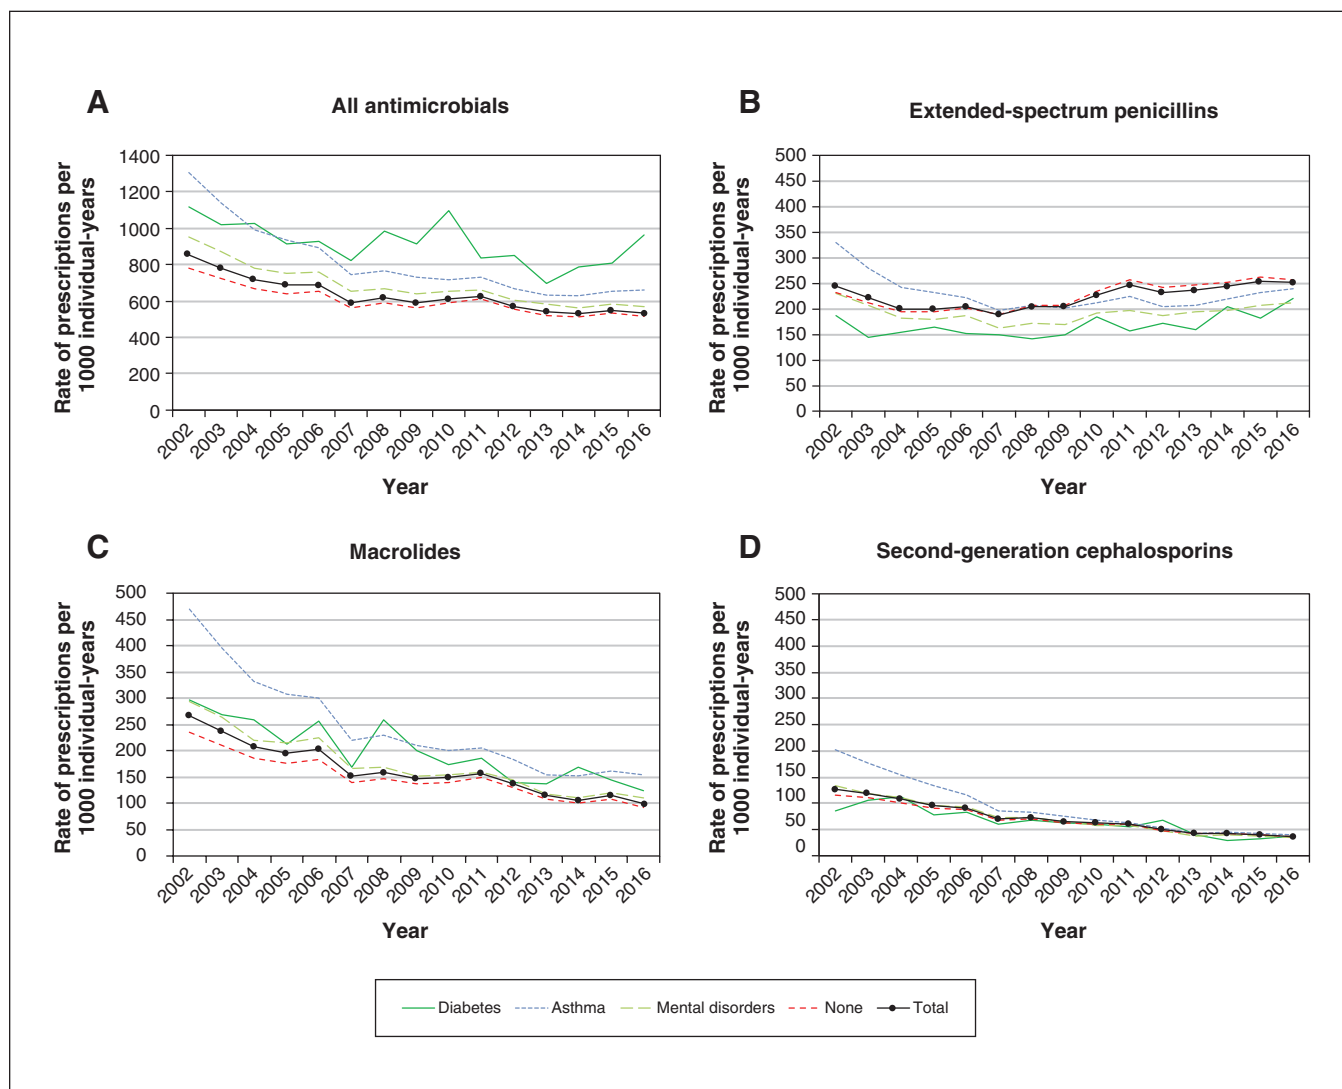 A
All antimicrobials
Rate of prescriptions per
1000 individual-years
1400
1200
1000
800
600
400
200
0
2002 2003 2004 2005 2006 2007 2008 2009 2010 2011 2012 2013 2014 2015 2016
Year
B
Extended-spectrum penicillins
Rate of prescriptions per
1000 individual-years
500
450
400
350
300
250
200
150
100
50
0
2002 2003 2004 2005 2006 2007 2008 2009 2010 2011 2012 2013 2014 2015 2016
Year
C
Macrolides
Rate of prescriptions per
1000 individual-years
500
450
400
350
300
250
200
150
100
50
0
2002 2003 2004 2005 2006 2007 2008 2009 2010 2011 2012 2013 2014 2015 2016
Year
D
Second-generation cephalosporins
Rate of prescriptions per
1000 individual-years
500
450
400
350
300
250
200
150
100
50
0
2002 2003 2004 2005 2006 2007 2008 2009 2010 2011 2012 2013 2014 2015 2016
Year
Diabetes Asthma Mental disorders None Total